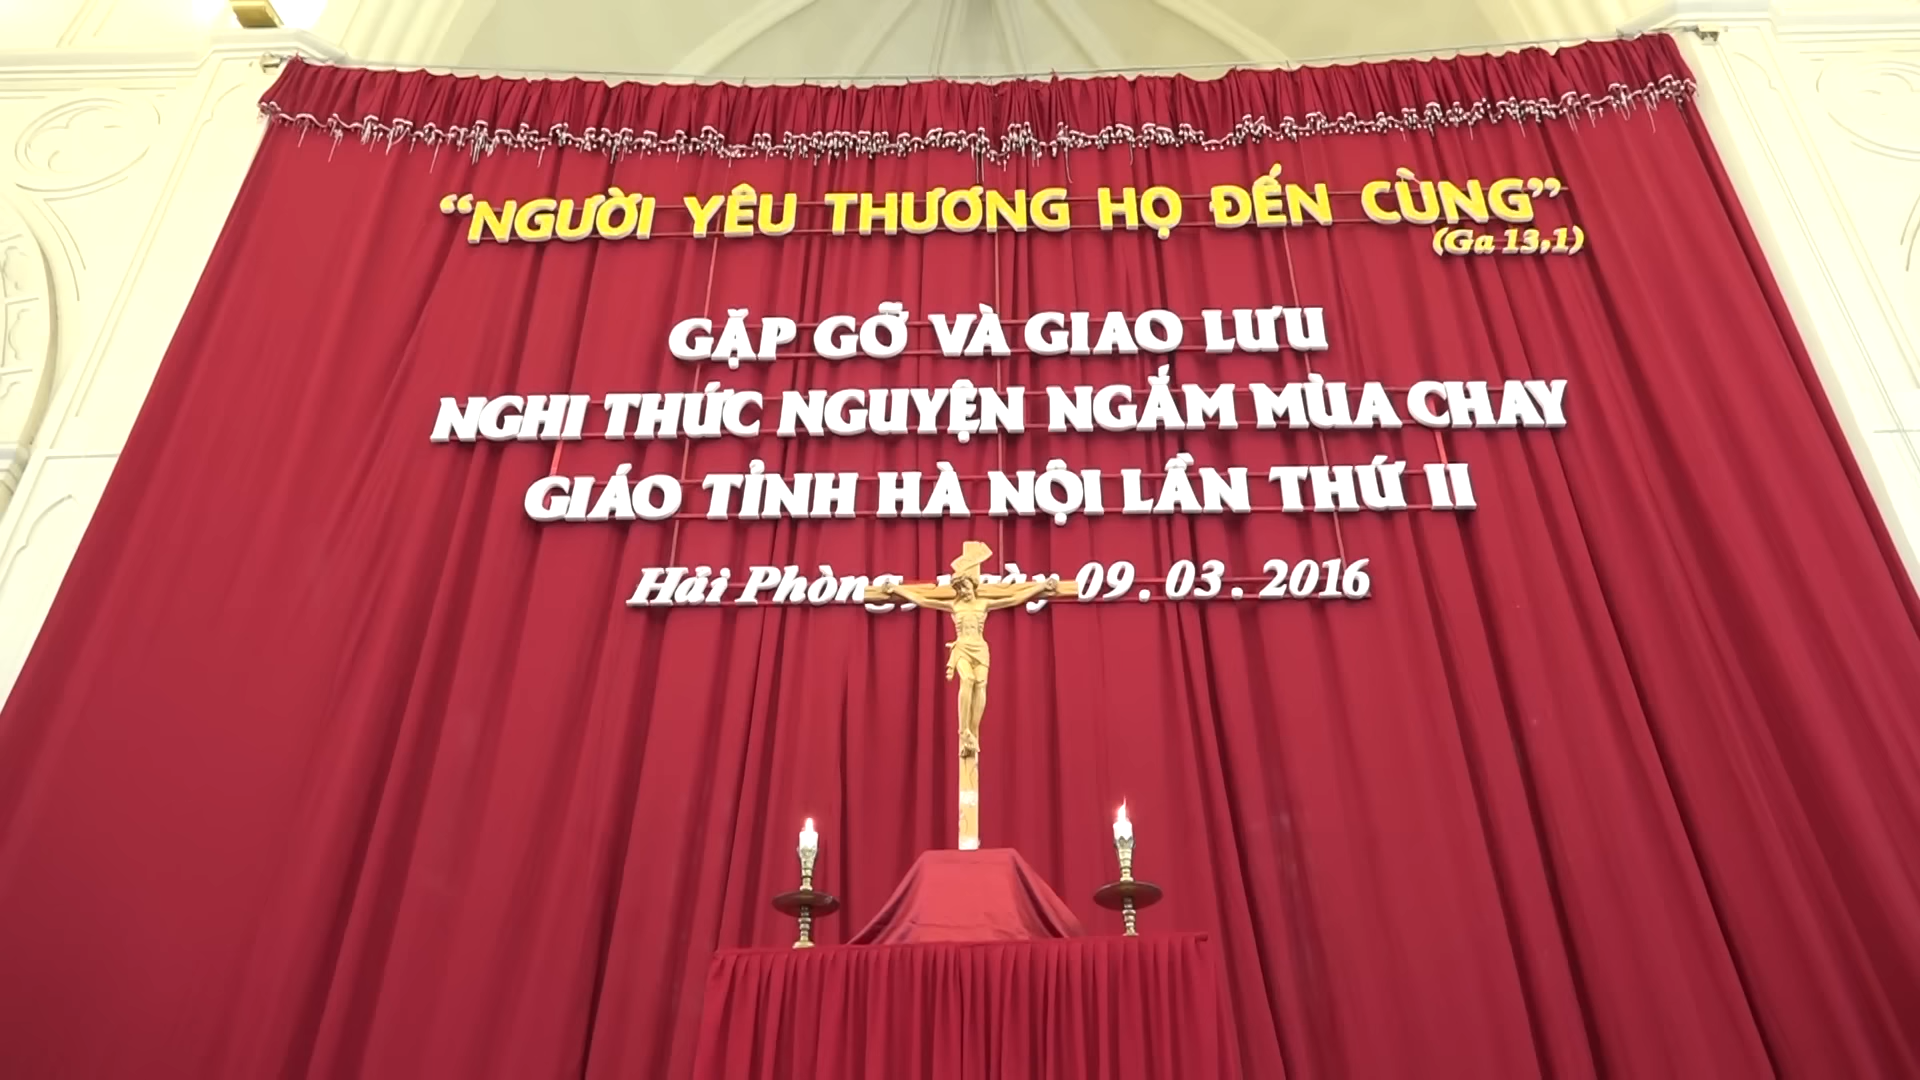 “NGƯỜI YÊU THƯƠNG HỌ ĐẾN CÙNG”
(Ga 13,1)
GẶP GỠ VÀ GIAO LƯU
NGHI THỨC NGUYỆN NGẮM MÙA CHAY
GIÁO TỈNH HÀ NỘI LẦN THỨ II
Hải Phòng, ngày 09.03.2016